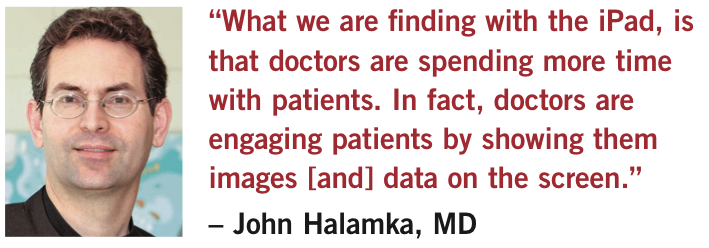 “What we are finding with the iPad, is
that doctors are spending more time
with patients. In fact, doctors are
engaging patients by showing them
images [and] data on the screen.”
– John Halamka, MD